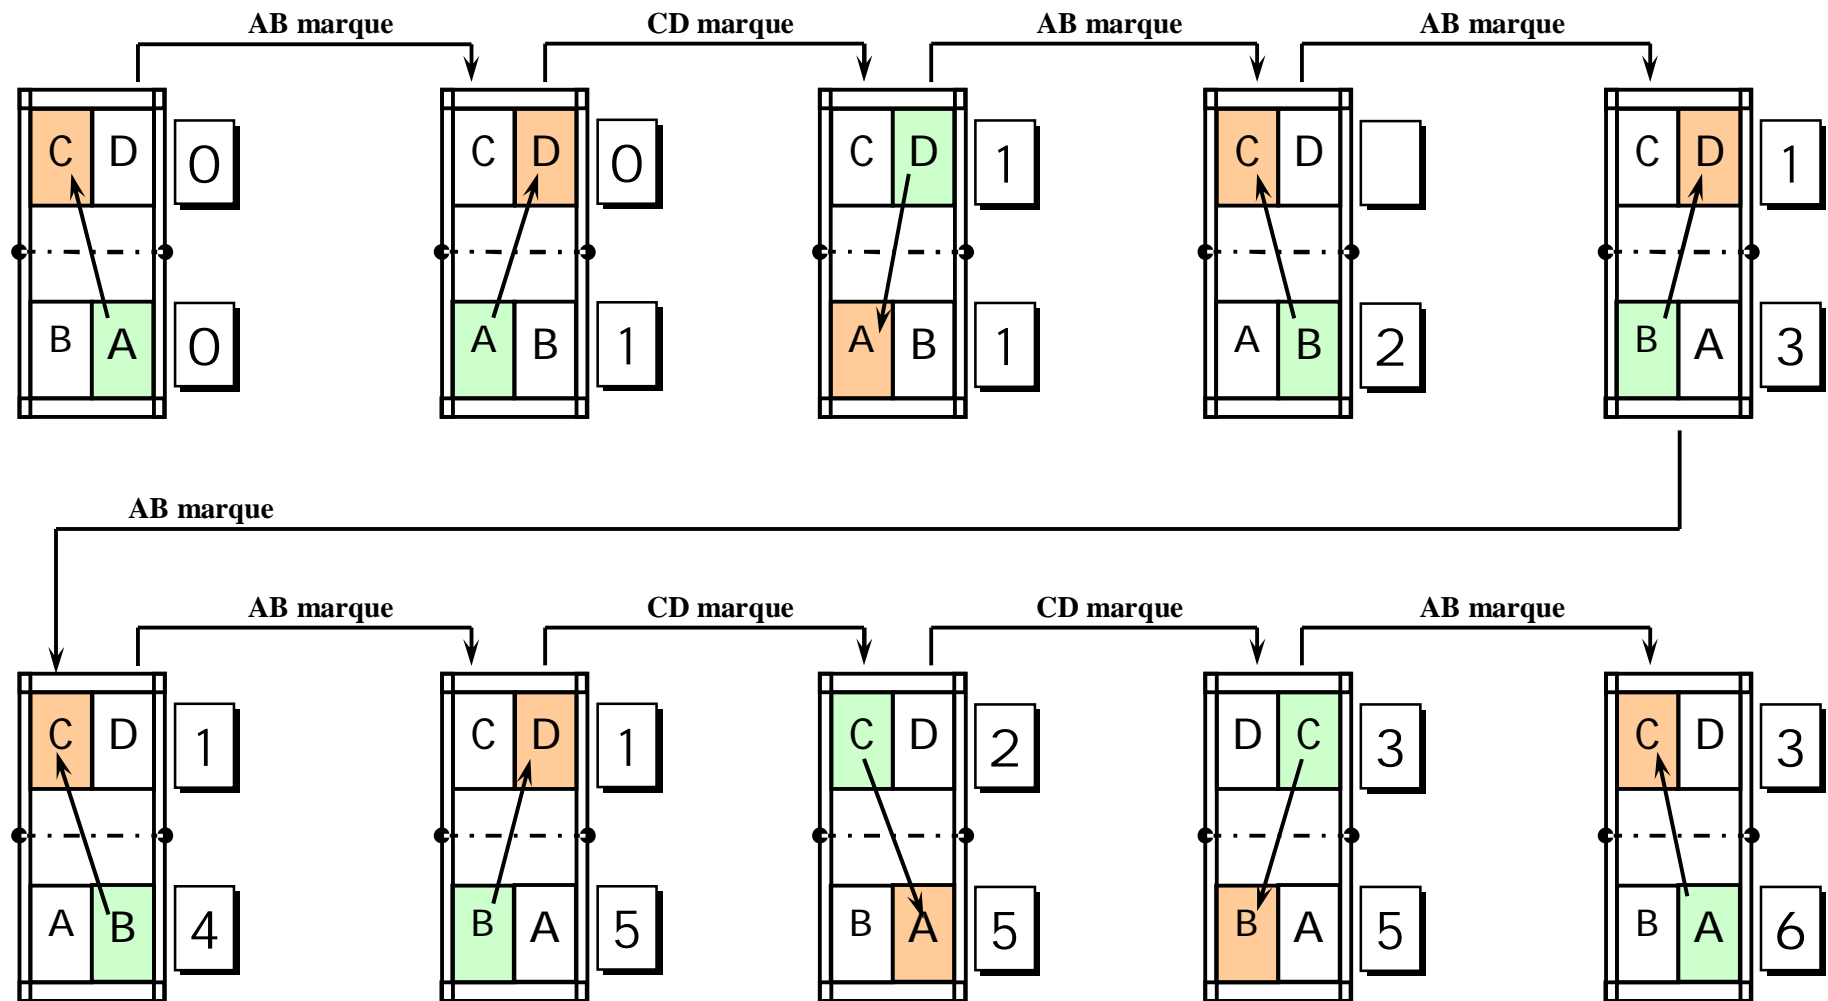 AB marque CD marque AB marque AB marque
C D 0 C D 0 C D 1 C D C D 1
B A 0 A B 1 A B 1 A B 2 B A 3
AB marque
AB marque CD marque CD marque AB marque
C D 1 C D 1 C D 2 D C 3 C D 3
A B 4 B A 5 B A 5 B A 5 B A 6